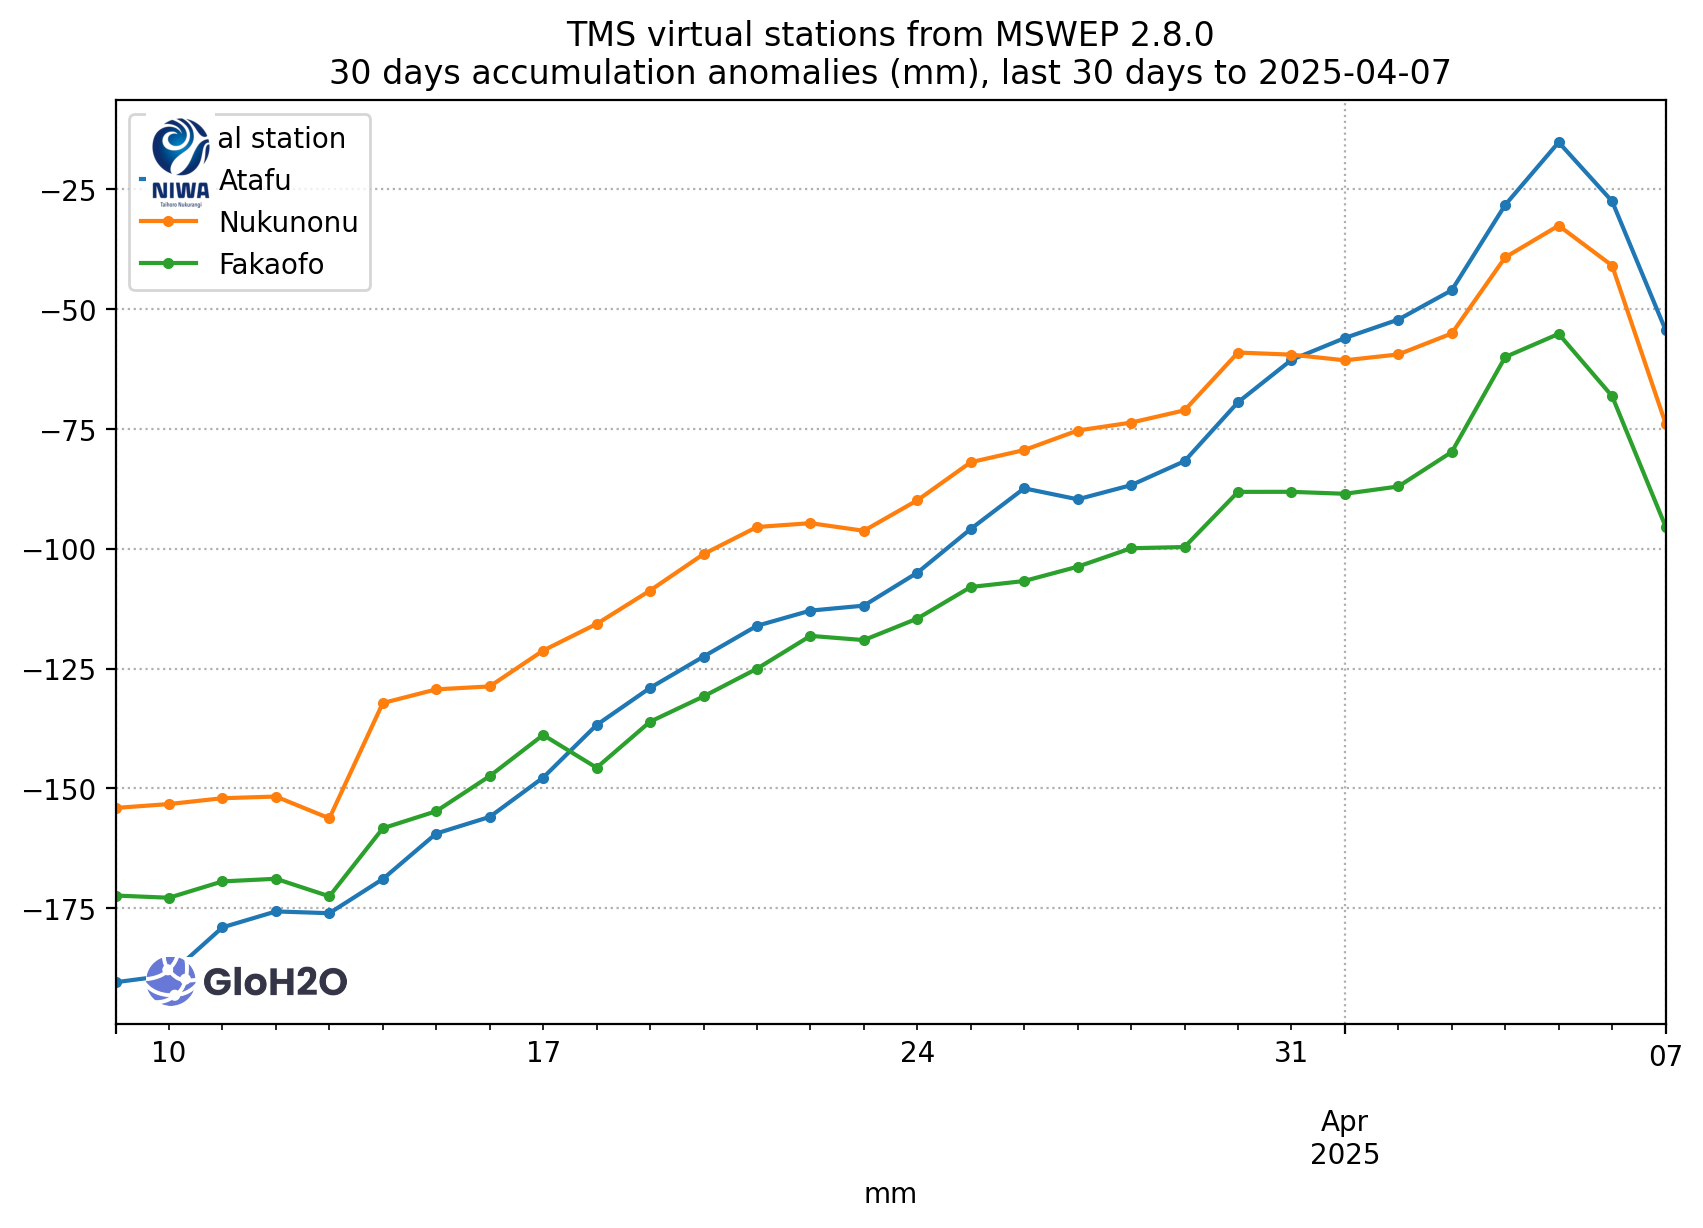 TMS virtual stations from MSWEP 2.8.0
30 days accumulation anomalies (mm), last 30 days to 2025-04-07
al station
Atafu
Nukunonu
Fakaofo
NIWA
Taihoro Nukurangi
−25
−50
−75
−100
−125
−150
−175
GloH2O
10
17
24
31
07
Apr
2025
mm